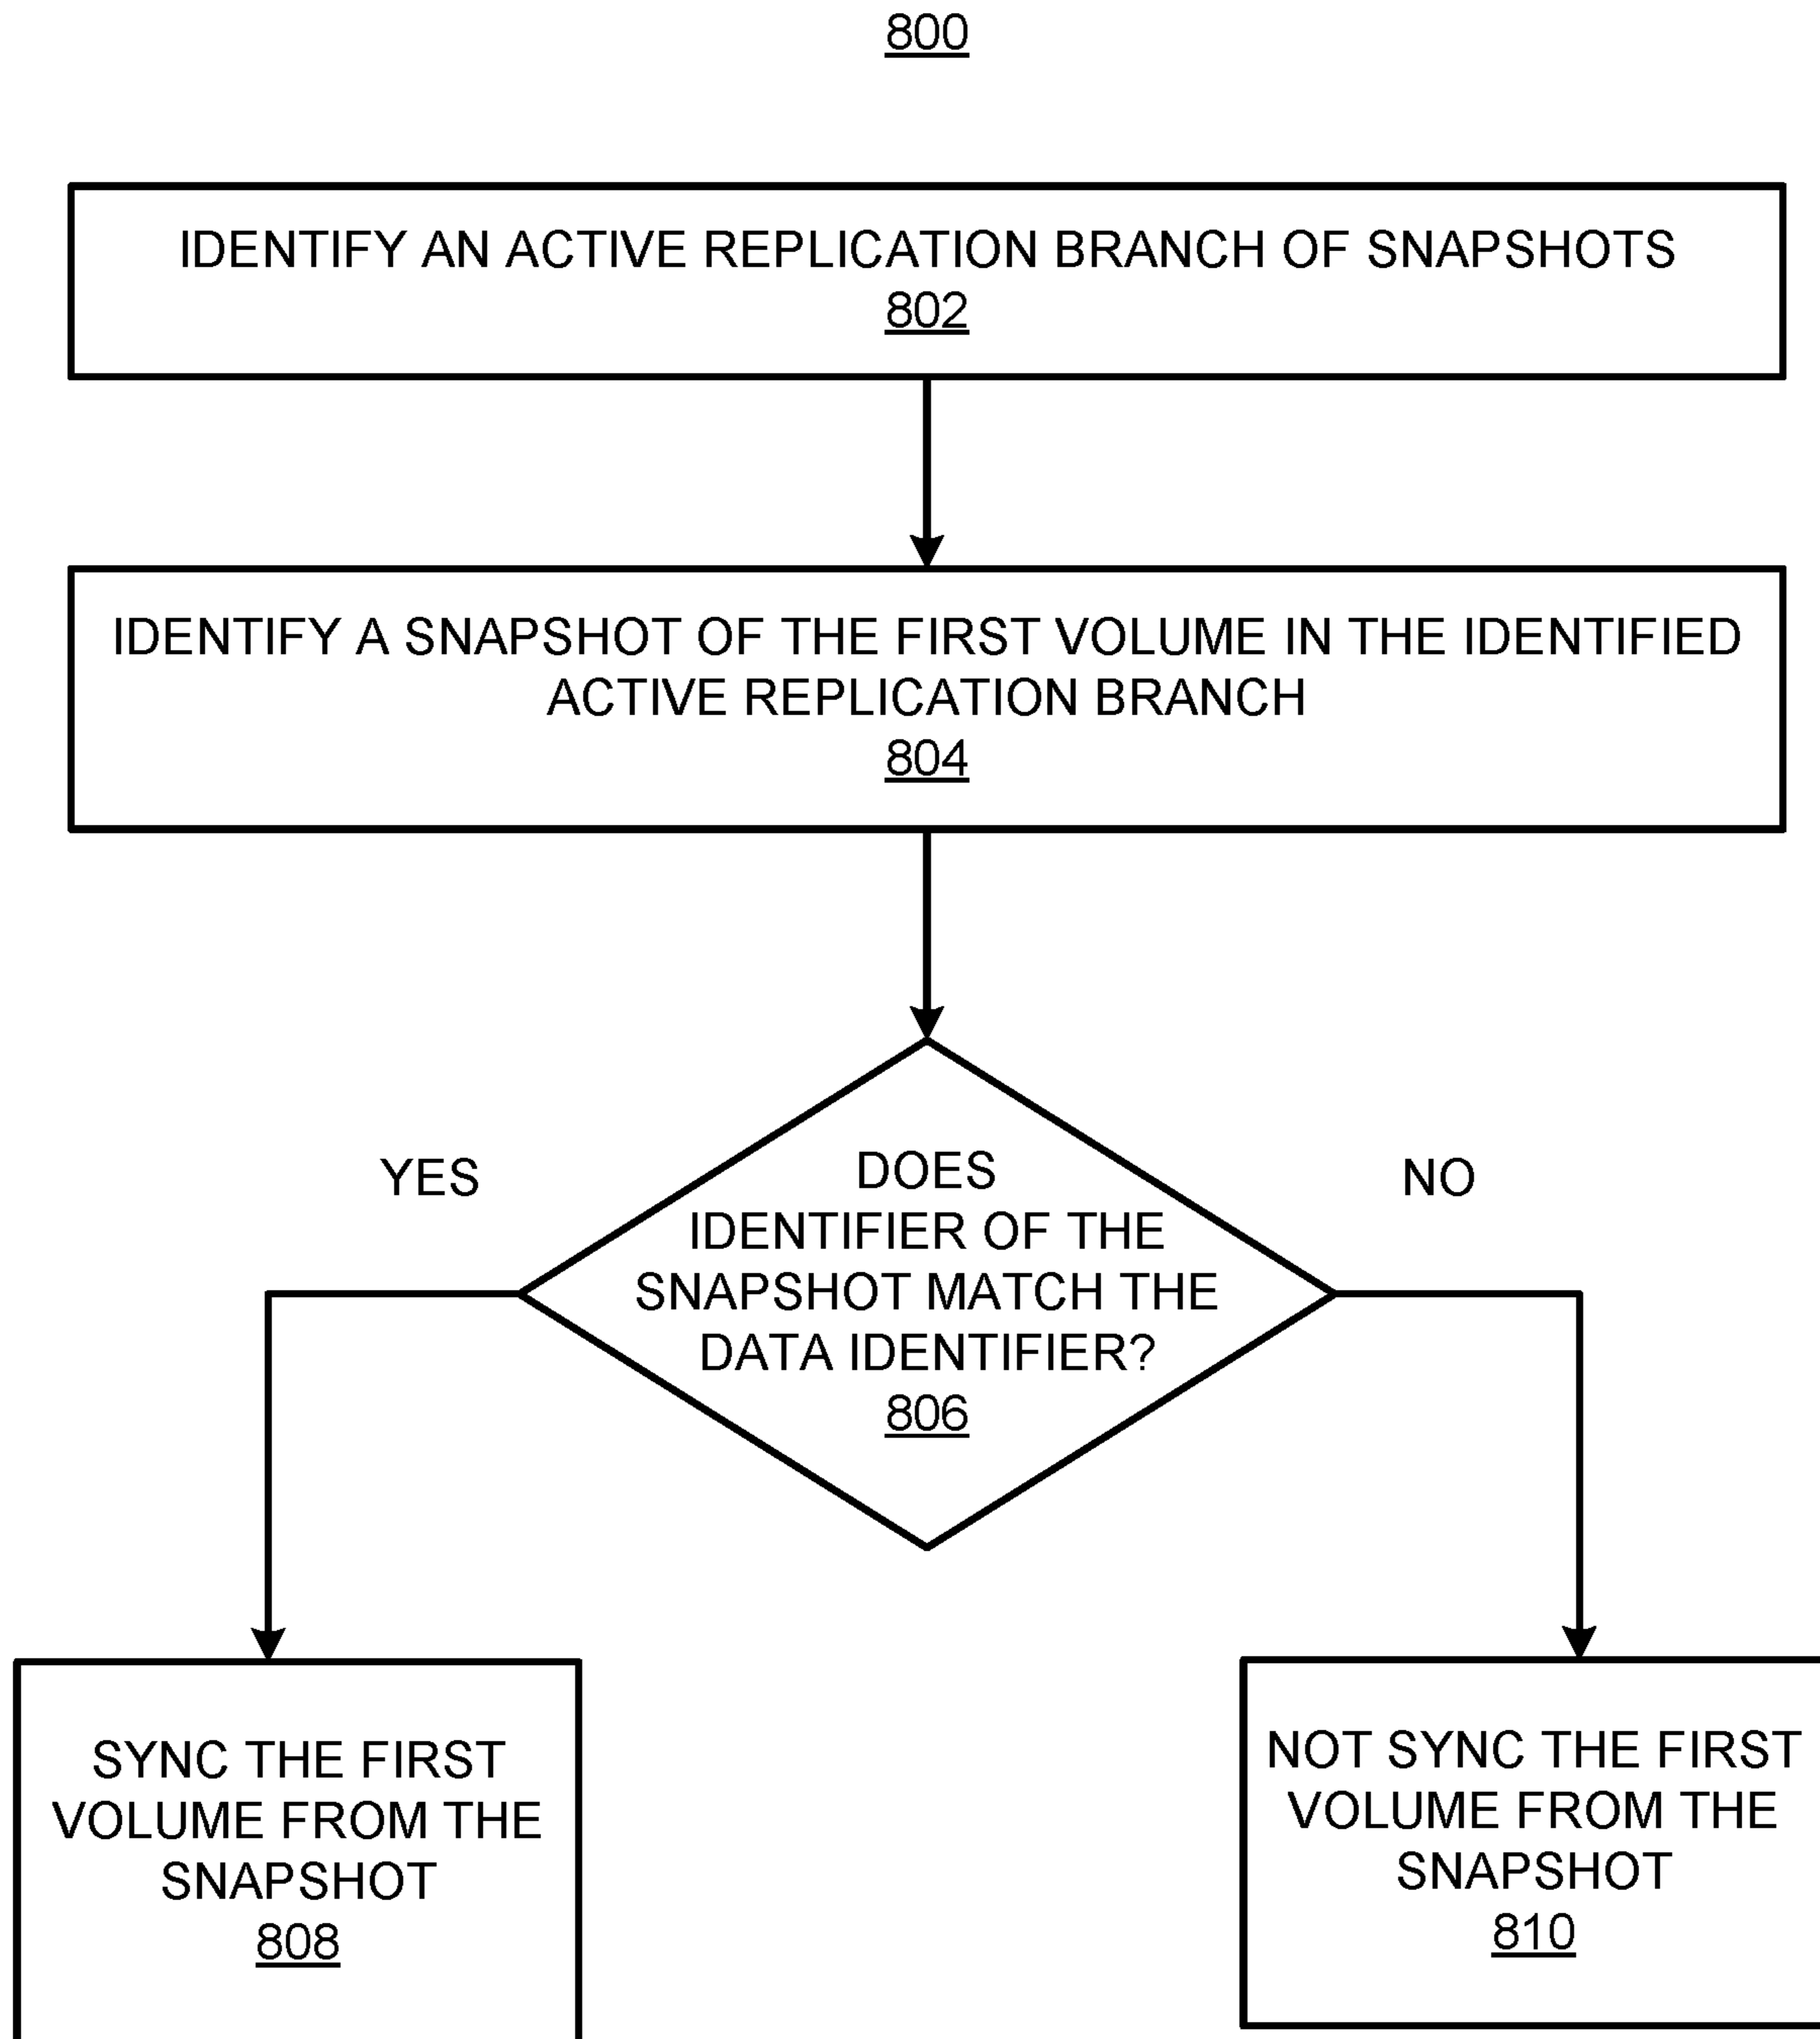 800
IDENTIFY AN ACTIVE REPLICATION BRANCH OF SNAPSHOTS
802
IDENTIFY A SNAPSHOT OF THE FIRST VOLUME IN THE IDENTIFIED
ACTIVE REPLICATION BRANCH
804
YES
NO
DOES
IDENTIFIER OF THE
SNAPSHOT MATCH THE
DATA IDENTIFIER?
806
SYNC THE FIRST
VOLUME FROM THE
SNAPSHOT
808
NOT SYNC THE FIRST
VOLUME FROM THE
SNAPSHOT
810